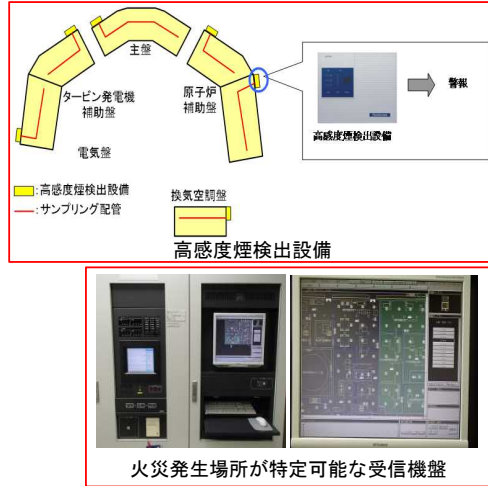 主盤
タービン発電機
補助盤
原子炉
補助盤
電気盤
高感度煙検出設備
警報
:高感度煙検出設備
:サンプリング配管
換気空調盤
高感度煙検出設備
火災発生場所が特定可能な受信機盤